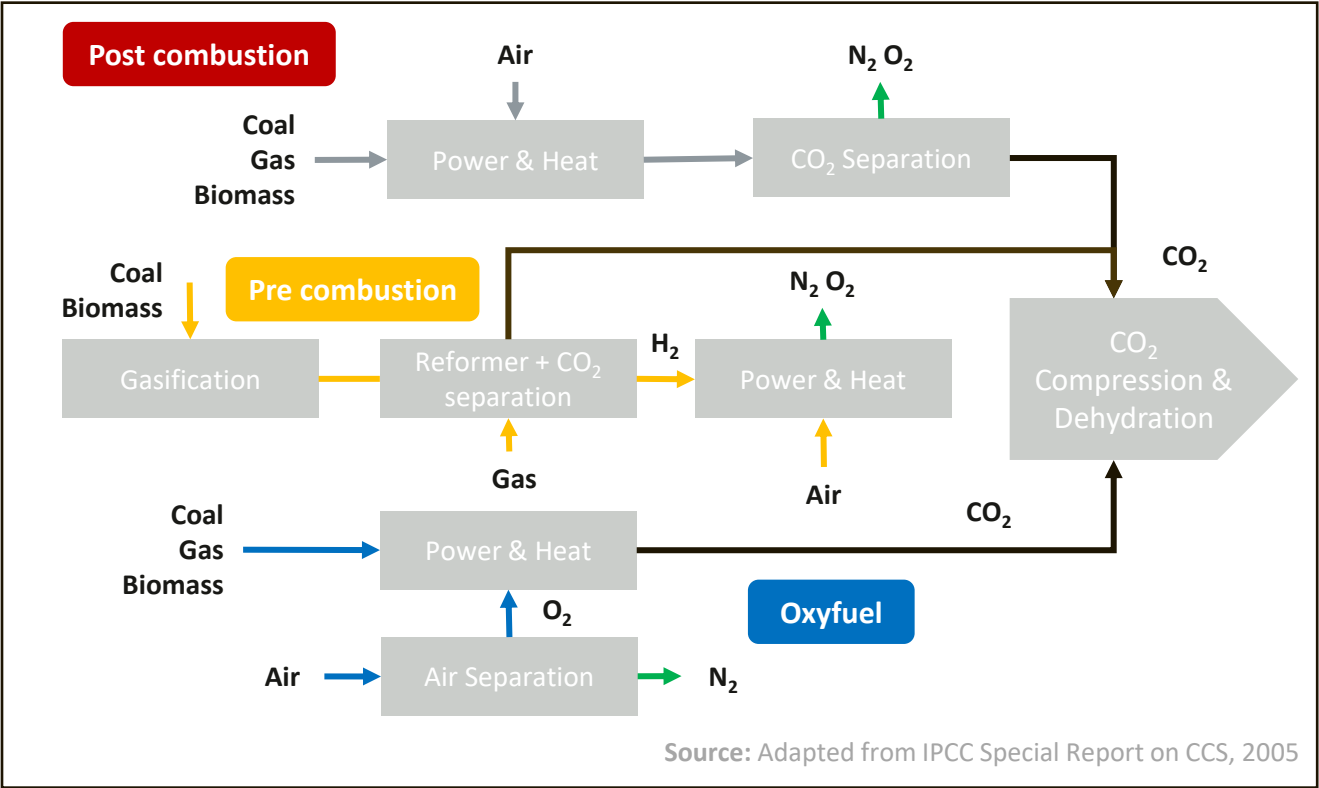 Post combustion
Air
N₂ O₂
Coal
Gas
Biomass
Power & Heat
CO₂ Separation
CO₂
Coal
Biomass
Pre combustion
N₂ O₂
Gasification
Reformer + CO₂
separation
H₂
Power & Heat
CO₂
Compression &
Dehydration
Gas
Air
Coal
Gas
Biomass
Power & Heat
CO₂
O₂
Oxyfuel
Air
Air Separation
N₂
Source: Adapted from IPCC Special Report on CCS, 2005